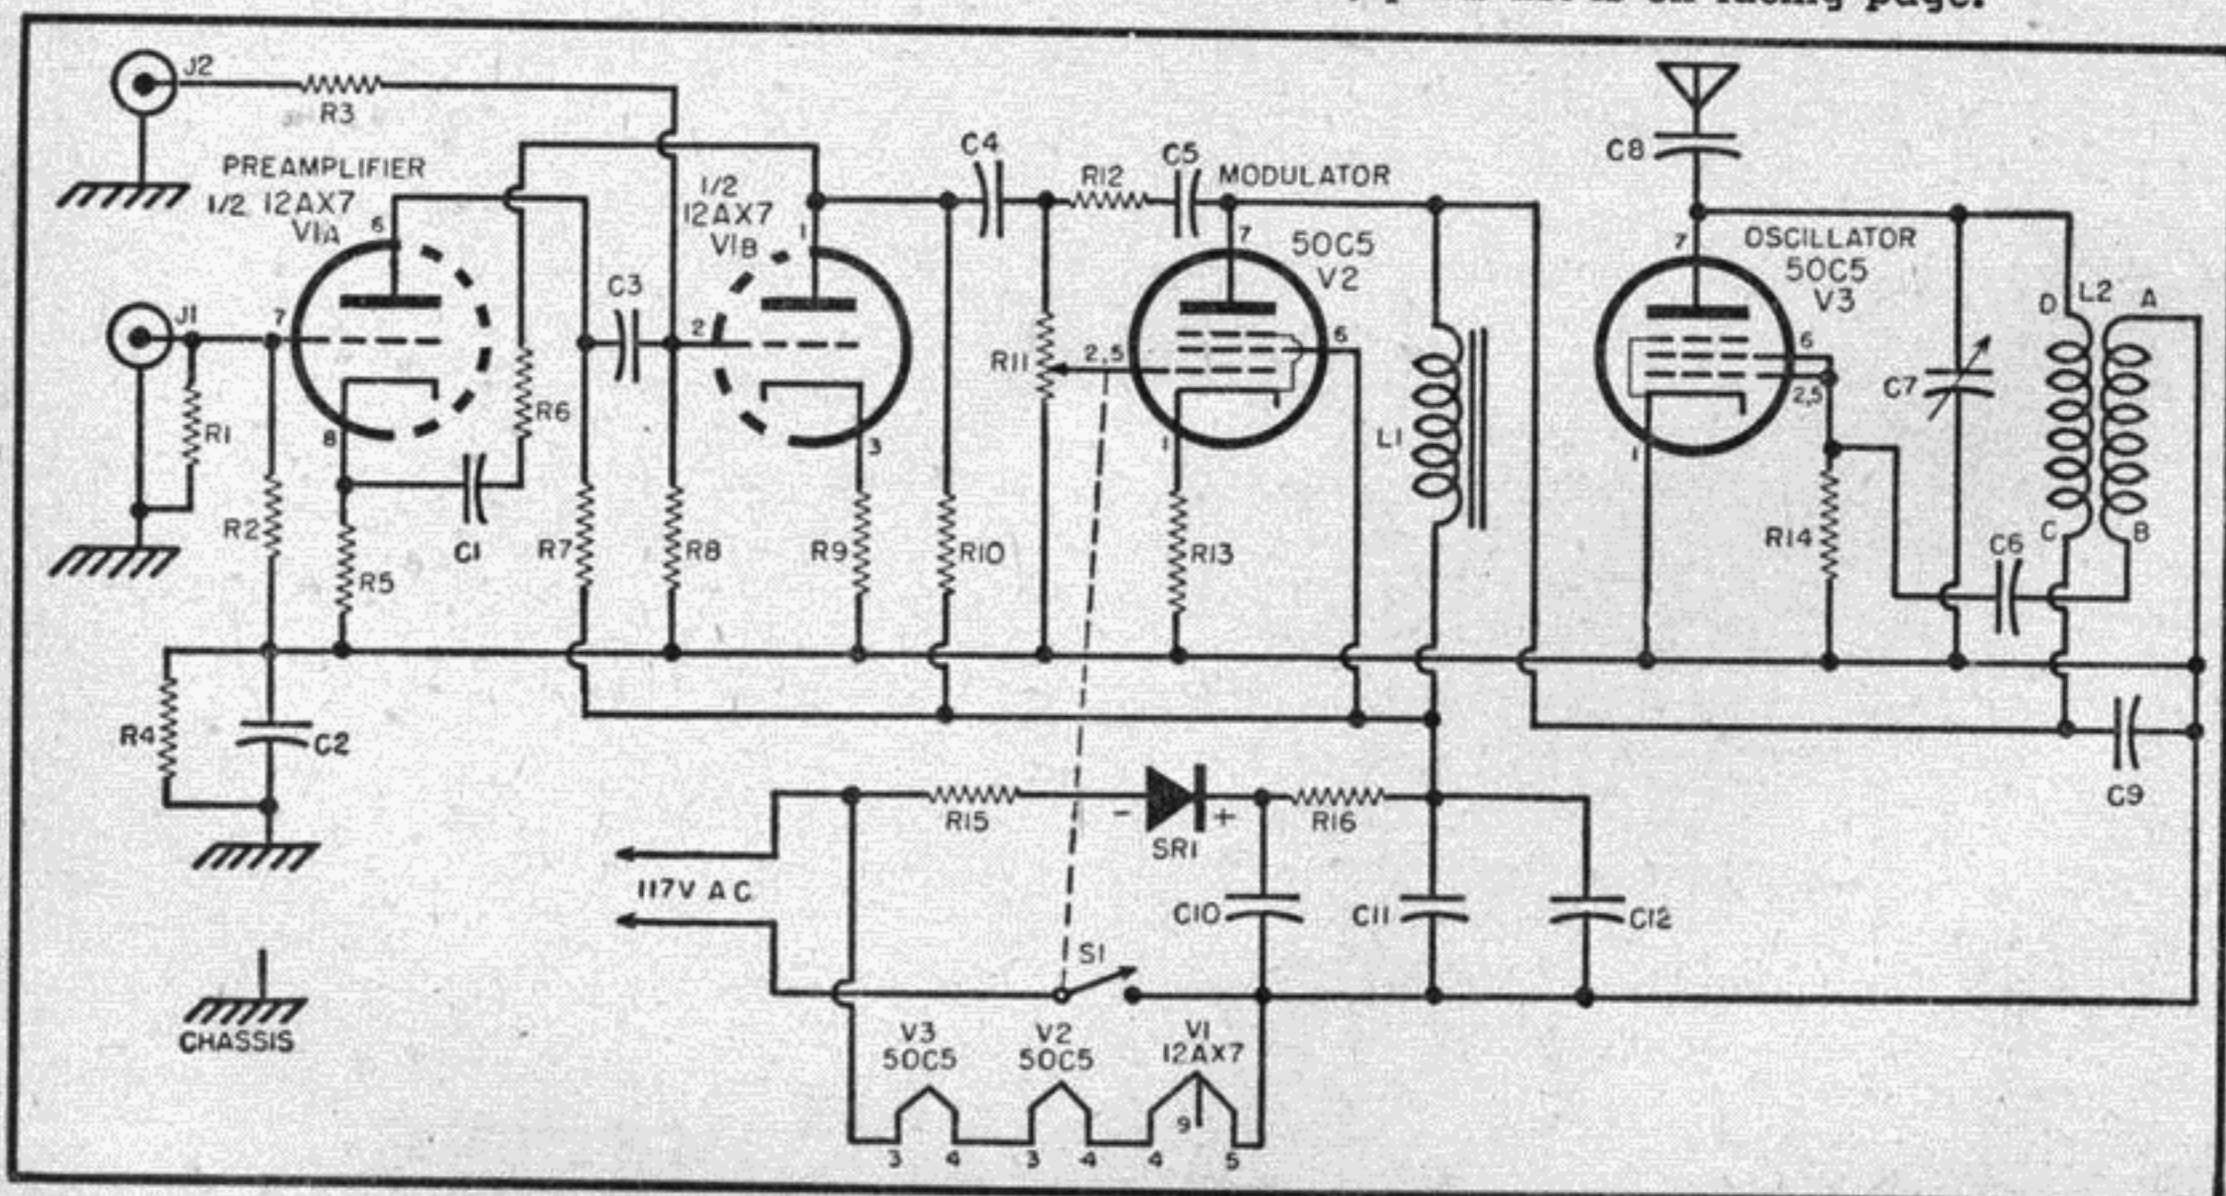 on facing page.
J2
R3
PREAMPLIFIER
1/2 12AX7
V1A
6
7
8
J1
R1
R2
R4
C2
R5
C1
R6
R7
C3
1/2
12AX7
V1B
1
2
3
R8
R9
R10
C4
R12
C5
MODULATOR
7
50C5
V2
6
2,5
1
R11
R13
L1
C8
OSCILLATOR
50C5
V3
7
6
2,5
1
R14
C7
C6
D
L2
A
C
B
C9
117V AC
R15
-
+
SR1
R16
C10
C11
C12
S1
V3
50C5
V2
50C5
V1
12AX7
9
3
4
3
4
4
5
CHASSIS